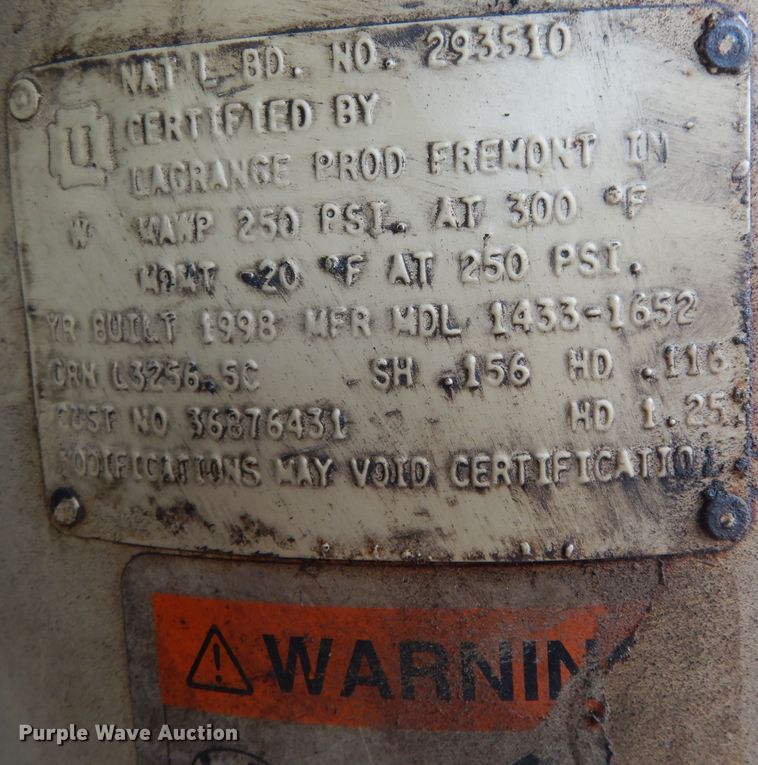 NAT'L BD. NO. 293510
U
CERTIFIED BY
LAGRANGE PROD FREMONT IN
W MAWP 250 PSI. AT 300 °F
MDMT -20 °F AT 250 PSI.
YR BUILT 1998 MFR MDL 1433-1652
CRN L3256.5C SH .156 HD .116
CUST NO 36876431 HD 1.25
MODIFICATIONS MAY VOID CERTIFICATION
WARNIN
Purple Wave Auction